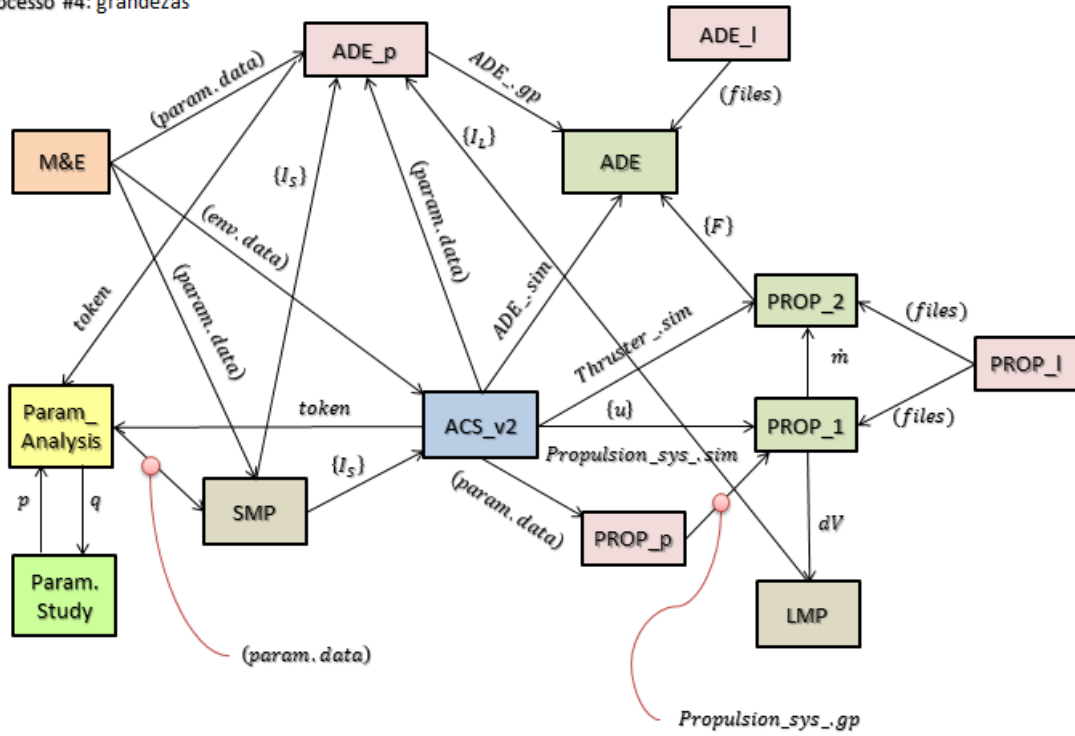 ocesso #4: grandezas
ADE_p
ADE_l
(param.data)
ADE_.gp
(files)
M&E
{I_S}
{I_L}
(param.data)
ADE
(env.data)
{F}
(param.data)
token
ADE_.sim
PROP_2
(files)
Thruster_.sim
ṁ
PROP_l
Param_
Analysis
token
ACS_v2
{u}
PROP_1
(files)
Propulsion_sys_.sim
{I_S}
p
q
SMP
(param.data)
PROP_p
dV
Param.
Study
LMP
(param.data)
Propulsion_sys_.gp